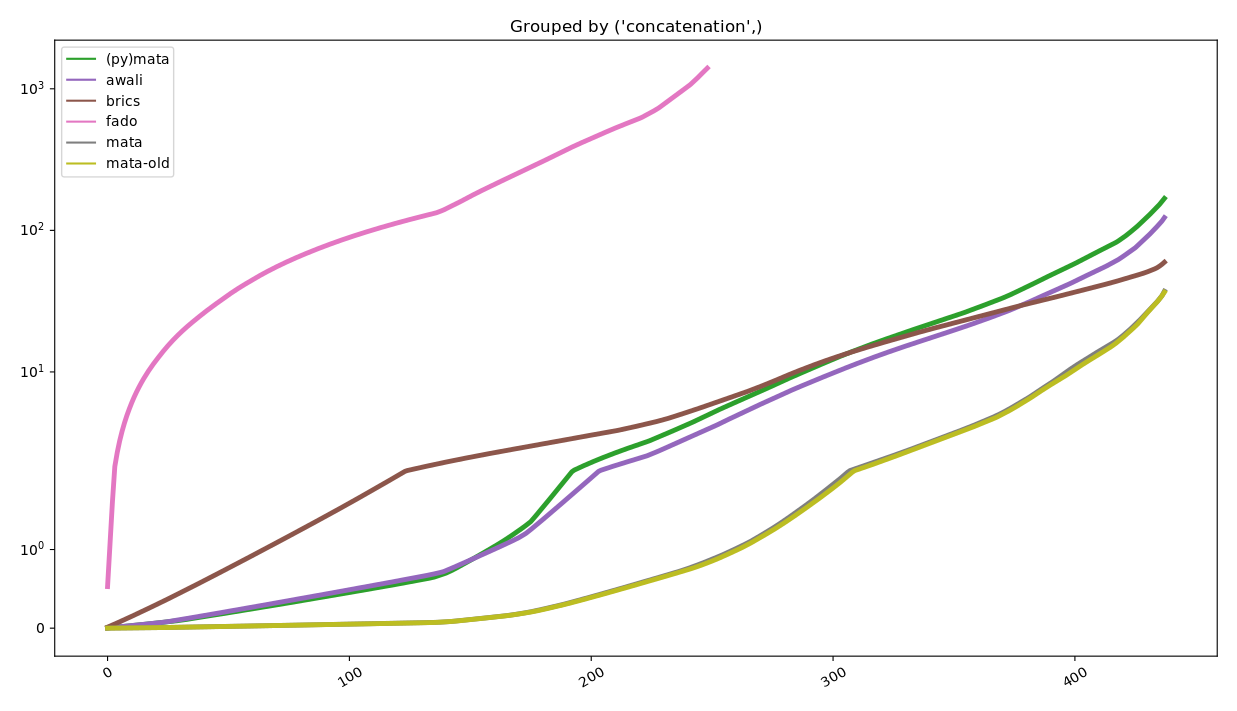 Grouped by ('concatenation',)
(py)mata
awali
brics
fado
mata
mata-old
10³
10²
10¹
10⁰
0
0
100
200
300
400